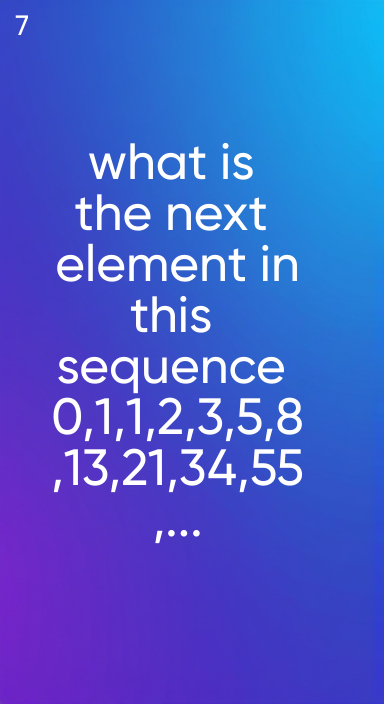 7
what is
the next
element in
this
sequence
0,1,1,2,3,5,8
,13,21,34,55
,...